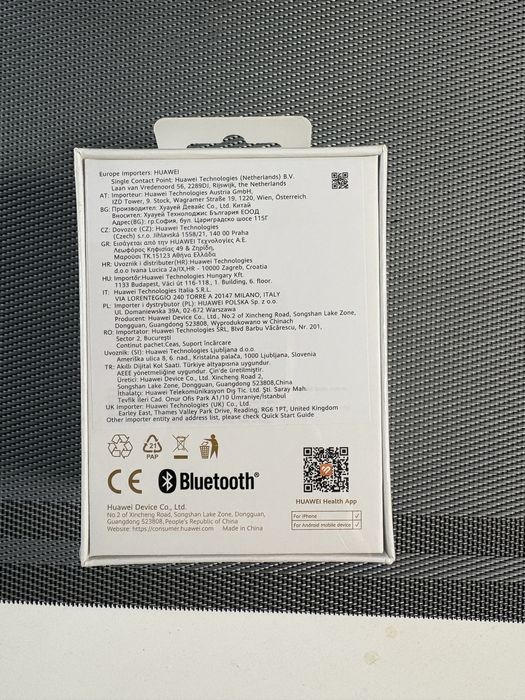 Europe Importers: HUAWEI
Single Contact Point: Huawei Technologies (Netherlands) B.V.
Laan van Vredenoord 56, 2289DJ, Rijswijk, the Netherlands
AT: Importeur: Huawei Technologies Austria GmbH,
IZD Tower, 9. Stock, Wagramer Straße 19, 1220, Wien, Österreich
BG: Производител: Хуауей Девайс Со., Ltd. Китай
Вносител: Хуауей Технолоджис България ЕООД
Адрес(BG): гр.София, бул. Цариградско шосе 115Г
CZ: Dovozce (CZ): Huawei Technologies
(Czech) s.r.o. Jihlavská 1558/21, 140 00 Praha
GR: Εισάγεται από την HUAWEI Τεχνολογίες Α.Ε.
Λεωφόρος Κηφισίας 49 & Ζηρίδη,
Μαρούσι ΤΚ.15123 Αθήνα Ελλάδα
HR: Uvoznik i distributer(HR):Huawei Technologies
d.o.o Ivana Lucica 2a/IX,HR - 10000 Zagreb, Croatia
HU: Importőr:Huawei Technologies Hungary Kft.
1133 Budapest, Váci út 116-118., 1. Building, 6. floor.
IT: Huawei Technologies Italia S.R.L.
VIA LORENTEGGIO 240 TORRE A 20147 MILANO, ITALY
PL: Importer i dystrybutor (PL): HUAWEI POLSKA Sp. z o.o.
Ul. Domaniewska 39A, 02-672 Warszawa
Producent: Huawei Device Co., Ltd., No.2 of Xincheng Road, Songshan Lake Zone,
Dongguan, Guangdong 523808, Wyprodukowano w Chinach
RO: Importator: Huawei Technologies SRL, Blvd Barbu Văcărescu, Nr. 201,
Sector 2, Bucuresti
Continut pachet.Ceas, Suport încărcare
Uvoznik: (SI): Huawei Technologies Ljubljana d.o.o.
Ameriška ulica 8, 6. nad., Kristalna palača, 1000 Ljubljana, Slovenia
TR: Akıllı Dijital Kol Saati. Türkiye altyapısına uygundur.
AEEE yönetmeliğine uygundur. Çin'de üretilmiştir.
Üretici: Huawei Device Co., Ltd. Xincheng Road 2,
Songshan Lake Zone, Dongguan, Guangdong 523808,China
İthalatçı: Huawei Telekomünikasyon Dış Tic. Ltd. Şti. Saray Mah.
Tevfik İleri Cad. Onur Ofis Park A1/10 Umraniye/Istanbul
UK Importer: Huawei Technologies (UK) Co., Ltd.
Earley East, Thames Valley Park Drive, Reading, RG6 1PT, United Kingdom
Other importer entity and address list, please check Quick Start Guide
21
PAP
CE
Bluetooth®
HUAWEI Health App
For iPhone ✓
For Android mobile device ✓
Huawei Device Co., Ltd.
No.2 of Xincheng Road, Songshan Lake Zone, Dongguan,
Guangdong 523808, People's Republic of China
Website: https://consumer.huawei.com Made in China